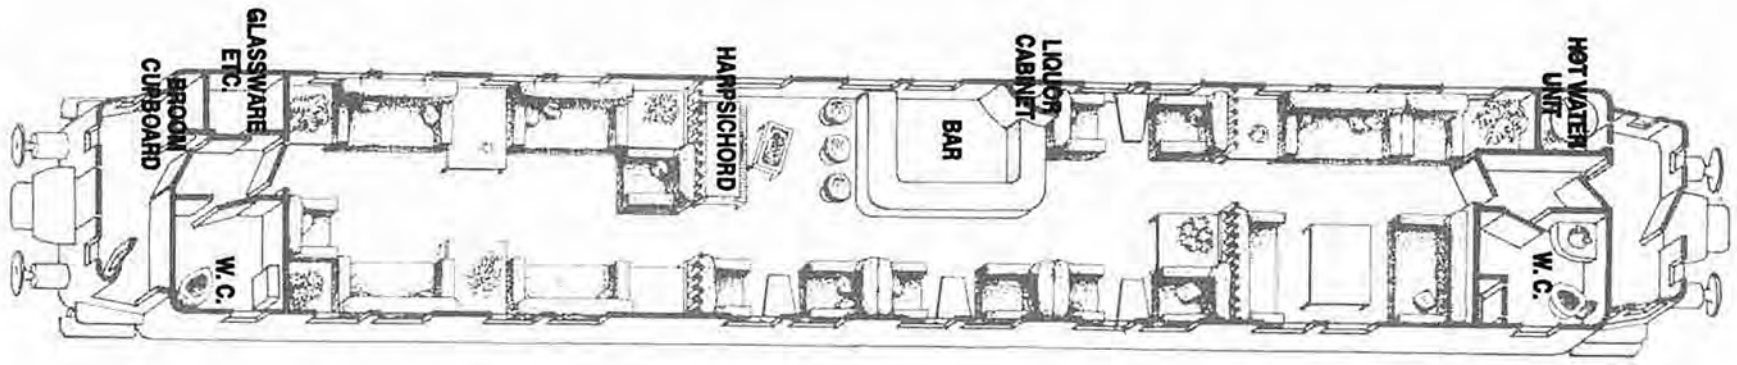 GLASSWARE
ETC.
BROOM
CUPBOARD
W. C.
HARPSICHORD
BAR
LIQUOR
CABINET
HOT WATER
UNIT
W. C.